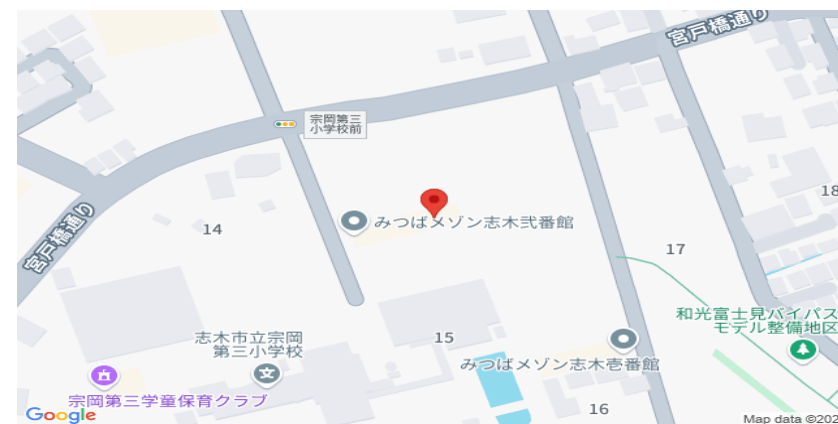 宮戸橋通り
宗岡第三
小学校前
18
みつばメゾン志木弐番館
14
宮戸橋通り
17
和光富士見バイパス
モデル整備地区
志木市立宗岡
第三小学校
15
みつばメゾン志木壱番館
宗岡第三学童保育クラブ
16
Google
Map data ©202